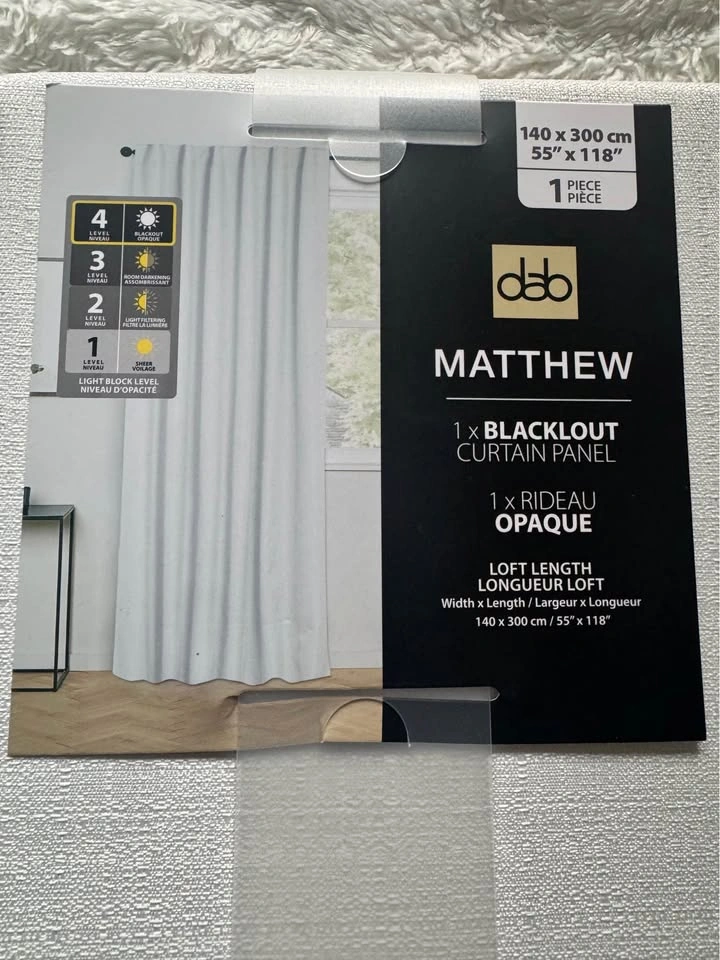 140 x 300 cm
55” x 118”
1 PIECE
PIÈCE
dab
MATTHEW
1 x BLACKLOUT
CURTAIN PANEL
1 x RIDEAU
OPAQUE
LOFT LENGTH
LONGUEUR LOFT
Width x Length / Largeur x Longueur
140 x 300 cm / 55” x 118”
4
LEVEL
NIVEAU
BLACKOUT
OPAQUE
3
LEVEL
NIVEAU
ROOM DARKENING
ASSOMBRISSANT
2
LEVEL
NIVEAU
LIGHT FILTERING
FILTRE LA LUMIÈRE
1
LEVEL
NIVEAU
SHEER
VOILAGE
LIGHT BLOCK LEVEL
NIVEAU D'OPACITÉ